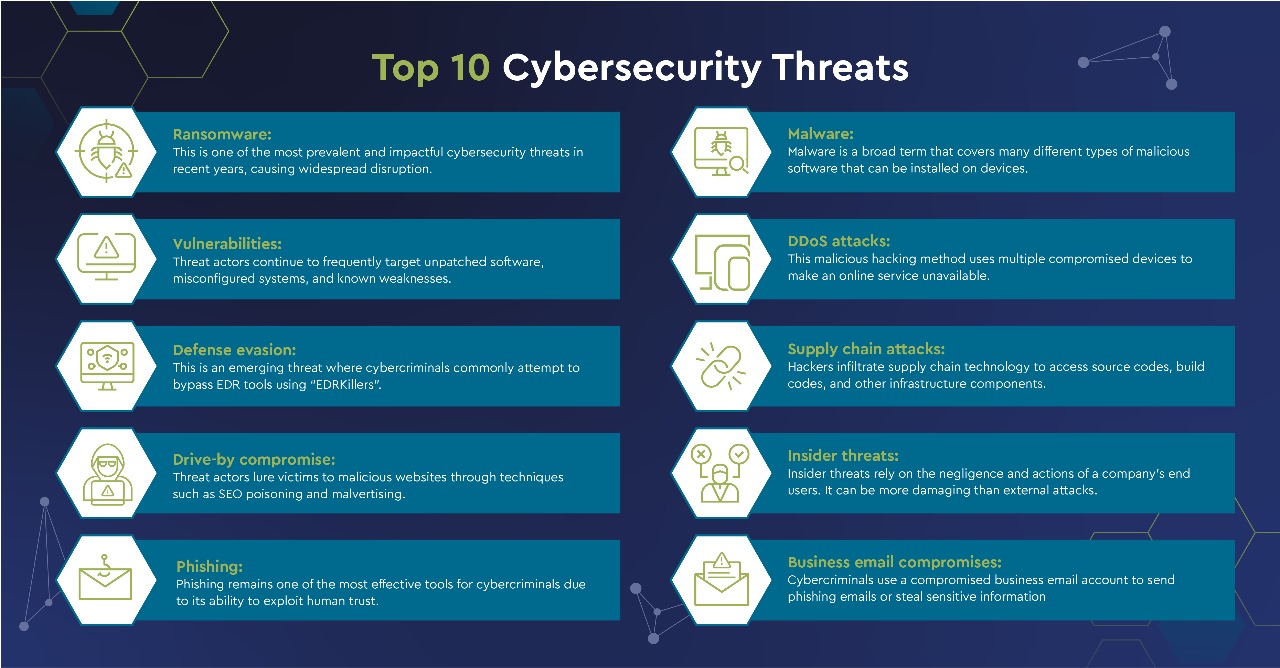 Top 10 Cybersecurity Threats
Ransomware:
This is one of the most prevalent and impactful cybersecurity threats in
recent years, causing widespread disruption.
Vulnerabilities:
Threat actors continue to frequently target unpatched software,
misconfigured systems, and known weaknesses.
Defense evasion:
This is an emerging threat where cybercriminals commonly attempt to
bypass EDR tools using “EDRKillers”.
Drive-by compromise:
Threat actors lure victims to malicious websites through techniques
such as SEO poisoning and malvertising.
Phishing:
Phishing remains one of the most effective tools for cybercriminals due
to its ability to exploit human trust.
Malware:
Malware is a broad term that covers many different types of malicious
software that can be installed on devices.
DDoS attacks:
This malicious hacking method uses multiple compromised devices to
make an online service unavailable.
Supply chain attacks:
Hackers infiltrate supply chain technology to access source codes, build
codes, and other infrastructure components.
Insider threats:
Insider threats rely on the negligence and actions of a company’s end
users. It can be more damaging than external attacks.
Business email compromises:
Cybercriminals use a compromised business email account to send
phishing emails or steal sensitive information